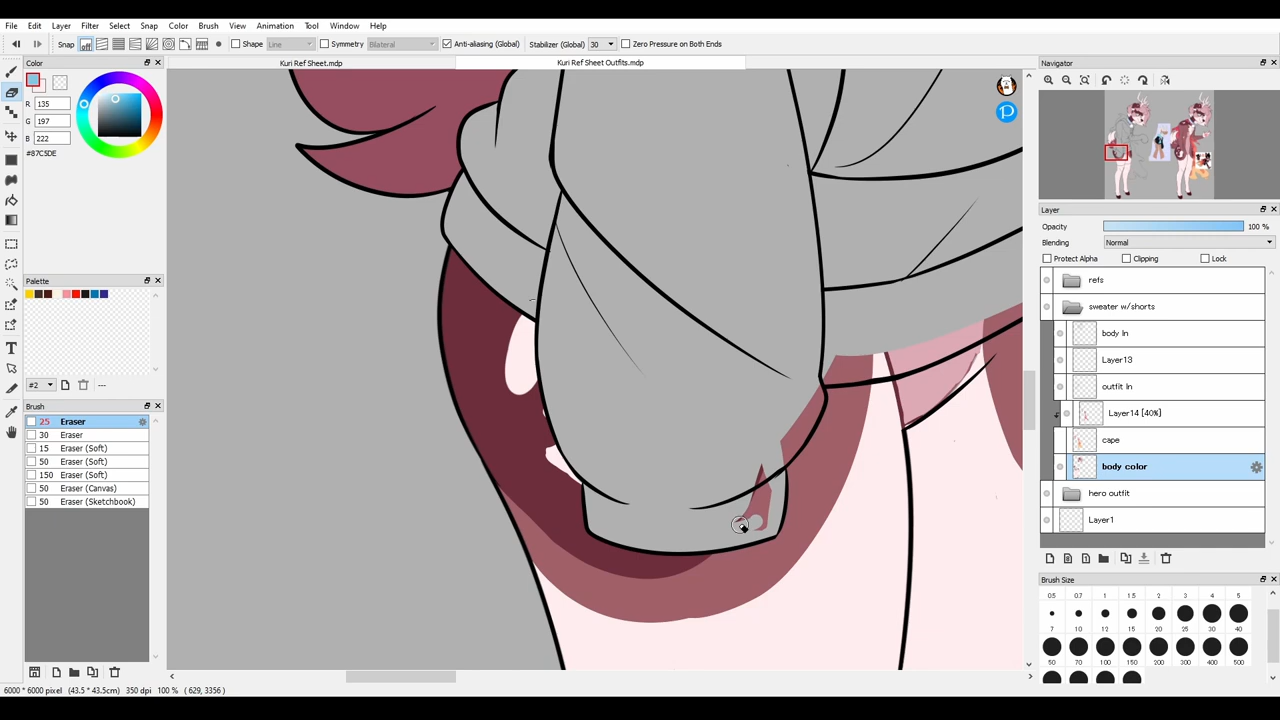 File Edit Layer Filter Select Snap Color Brush View Animation Tool Window Help
Snap off Shape Line Symmetry Bilateral Anti-aliasing (Global) Stabilizer (Global) 30 Zero Pressure on Both Ends
Kuri Ref Sheet.mdp Kuri Ref Sheet Outfits.mdp
Color
R 135
G 197
B 222
#87C5DE
Palette
#2 ---
Brush
25 Eraser
30 Eraser
15 Eraser (Soft)
50 Eraser (Soft)
150 Eraser (Soft)
50 Eraser (Canvas)
50 Eraser (Sketchbook)
Navigator
Layer
Opacity 100 %
Blending Normal
Protect Alpha Clipping Lock
refs
sweater w/shorts
body ln
Layer13
outfit ln
Layer14 [40%]
cape
body color
hero outfit
Layer1
Brush Size
0.5 0.7 1 1.5 2 3 4 5
7 10 12 15 20 25 30 40
50 70 100 150 200 300 400 500
6000 * 6000 pixel (43.5 * 43.5cm) 350 dpi 100 % ( 629, 3356 )